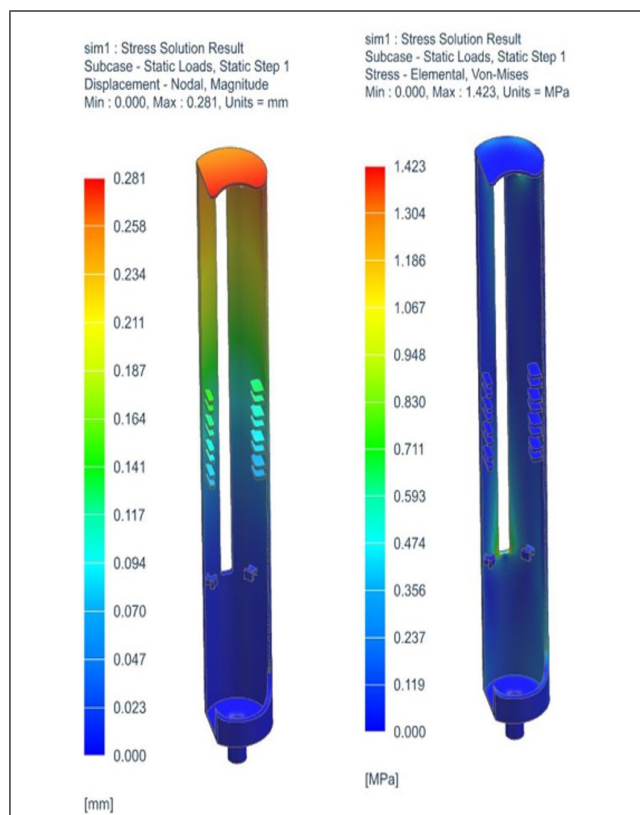 sim1 : Stress Solution Result
Subcase - Static Loads, Static Step 1
Displacement - Nodal, Magnitude
Min : 0.000, Max : 0.281, Units = mm
0.281
0.258
0.234
0.211
0.187
0.164
0.141
0.117
0.094
0.070
0.047
0.023
0.000
[mm]
sim1 : Stress Solution Result
Subcase - Static Loads, Static Step 1
Stress - Elemental, Von-Mises
Min : 0.000, Max : 1.423, Units = MPa
1.423
1.304
1.186
1.067
0.948
0.830
0.711
0.593
0.474
0.356
0.237
0.119
0.000
[MPa]